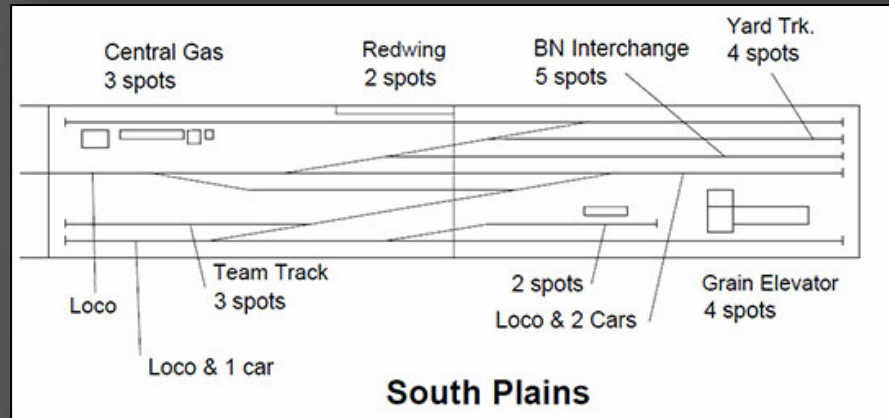 Central Gas
3 spots
Redwing
2 spots
BN Interchange
5 spots
Yard Trk.
4 spots
Loco
Loco & 1 car
Team Track
3 spots
2 spots
Loco & 2 Cars
Grain Elevator
4 spots
South Plains